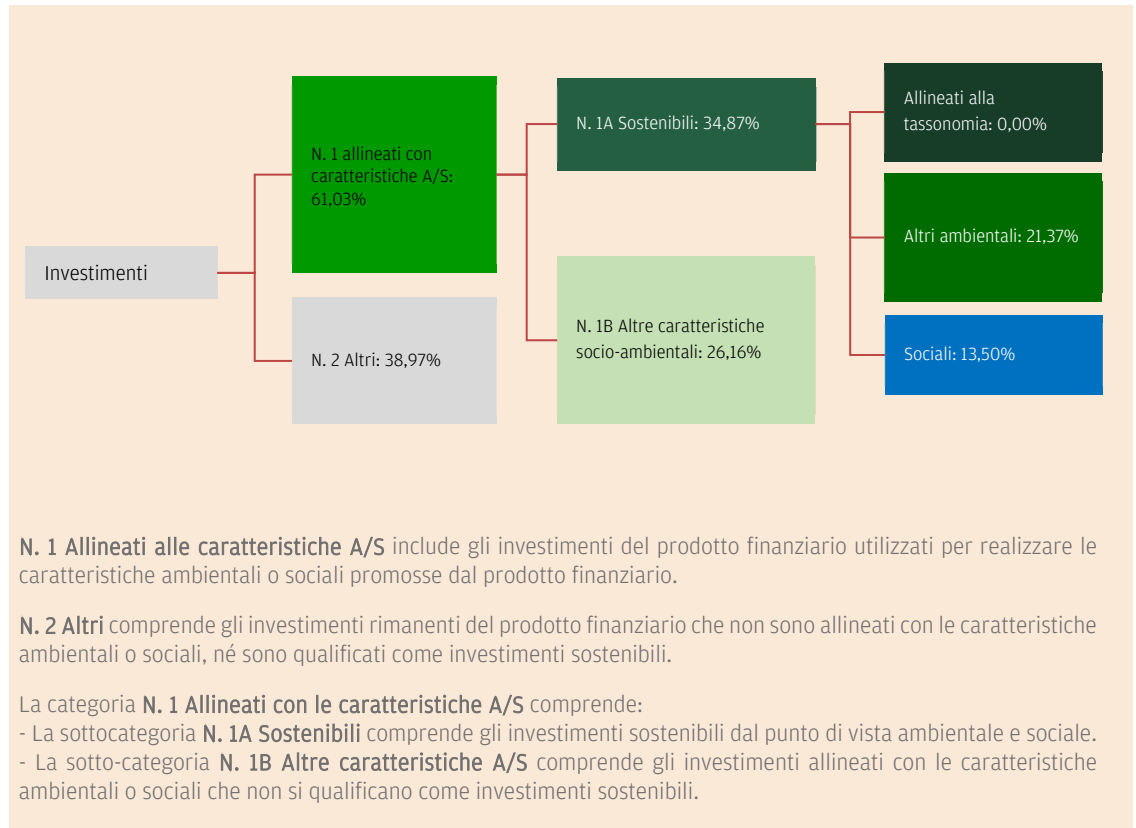 Investimenti
N. 1 allineati con
caratteristiche A/S:
61,03%
N. 2 Altri: 38,97%
N. 1A Sostenibili: 34,87%
N. 1B Altre caratteristiche
socio-ambientali: 26,16%
Allineati alla
tassonomia: 0,00%
Altri ambientali: 21,37%
Sociali: 13,50%
N. 1 Allineati alle caratteristiche A/S include gli investimenti del prodotto finanziario utilizzati per realizzare le
caratteristiche ambientali o sociali promosse dal prodotto finanziario.
N. 2 Altri comprende gli investimenti rimanenti del prodotto finanziario che non sono allineati con le caratteristiche
ambientali o sociali, né sono qualificati come investimenti sostenibili.
La categoria N. 1 Allineati con le caratteristiche A/S comprende:
- La sottocategoria N. 1A Sostenibili comprende gli investimenti sostenibili dal punto di vista ambientale e sociale.
- La sotto-categoria N. 1B Altre caratteristiche A/S comprende gli investimenti allineati con le caratteristiche
ambientali o sociali che non si qualificano come investimenti sostenibili.